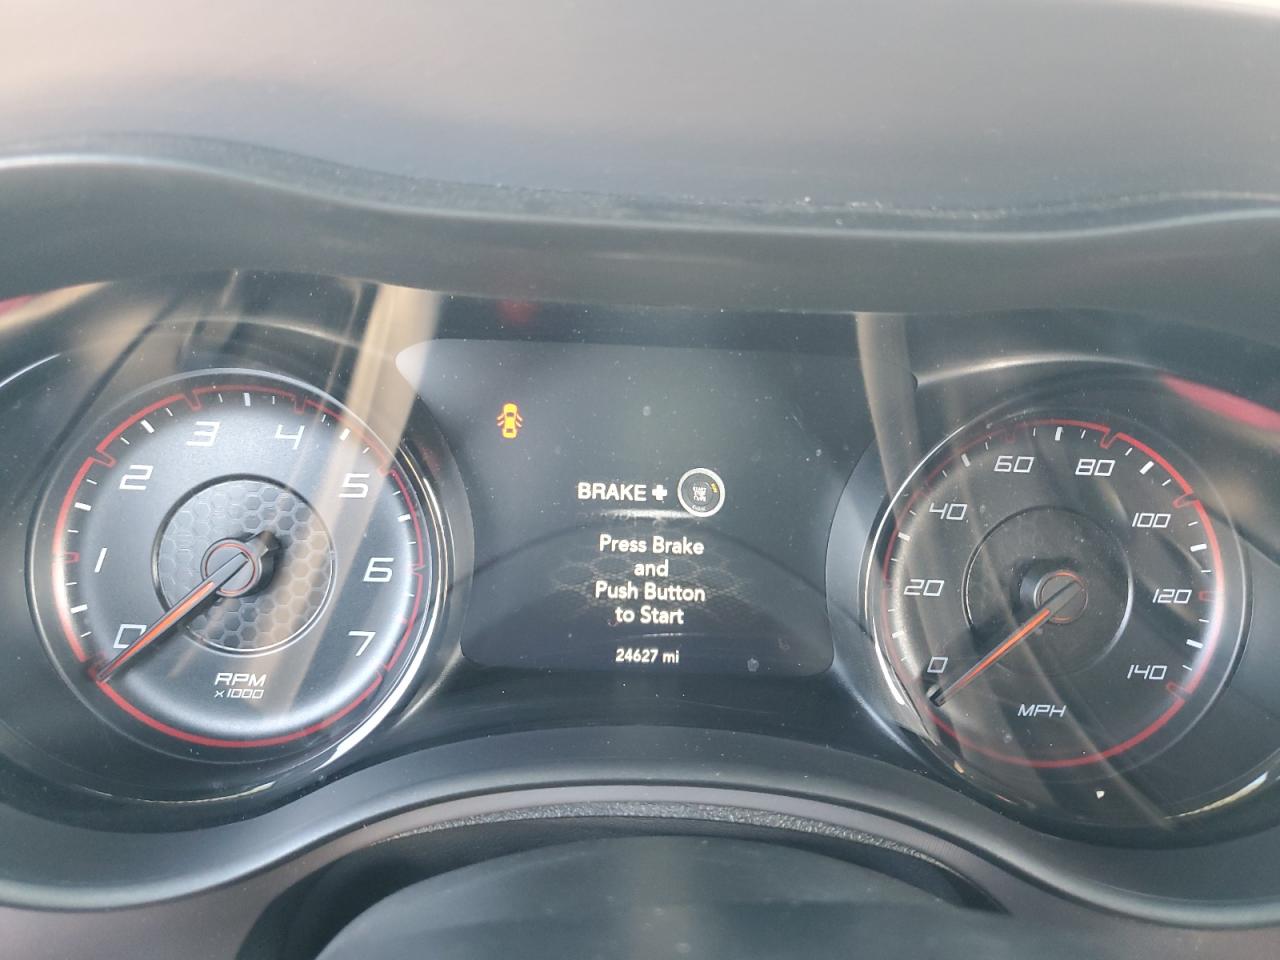 0
1
2
3
4
5
6
7
RPM
x1000
BRAKE +
START
Press Brake
and
Push Button
to Start
24627 mi
0
20
40
60
80
100
120
140
MPH